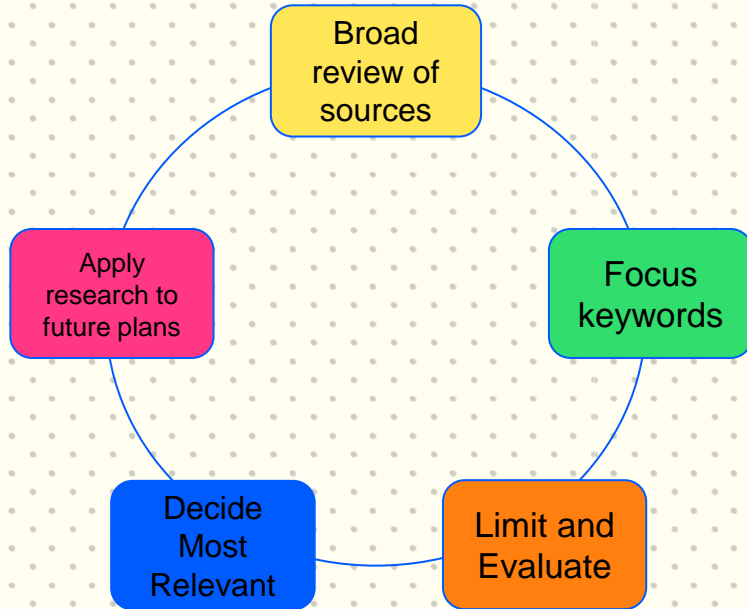 Broad
review of
sources
Focus
keywords
Limit and
Evaluate
Decide
Most
Relevant
Apply
research to
future plans